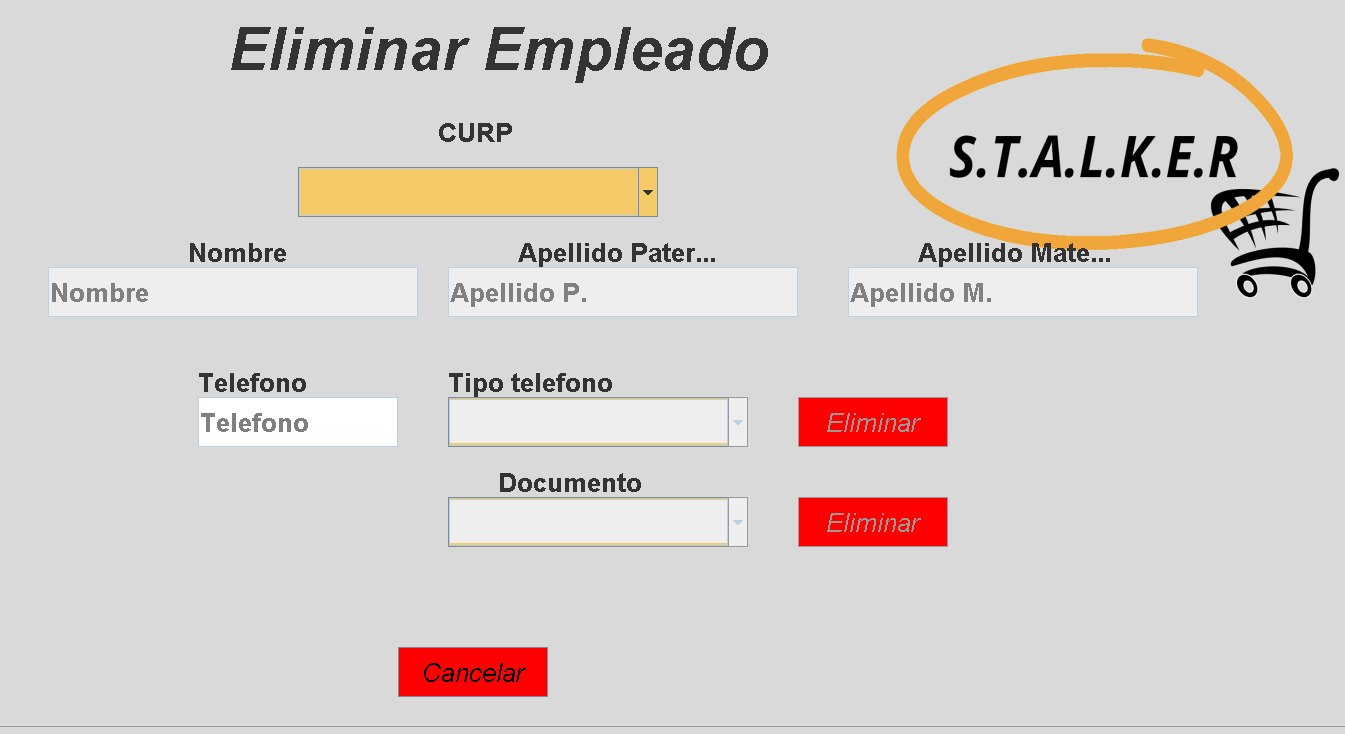 Eliminar Empleado
S.T.A.L.K.E.R
CURP
Nombre Apellido Pater... Apellido Mate...
Nombre Apellido P. Apellido M.
Telefono Tipo telefono
Telefono Eliminar
Documento
Eliminar
Cancelar